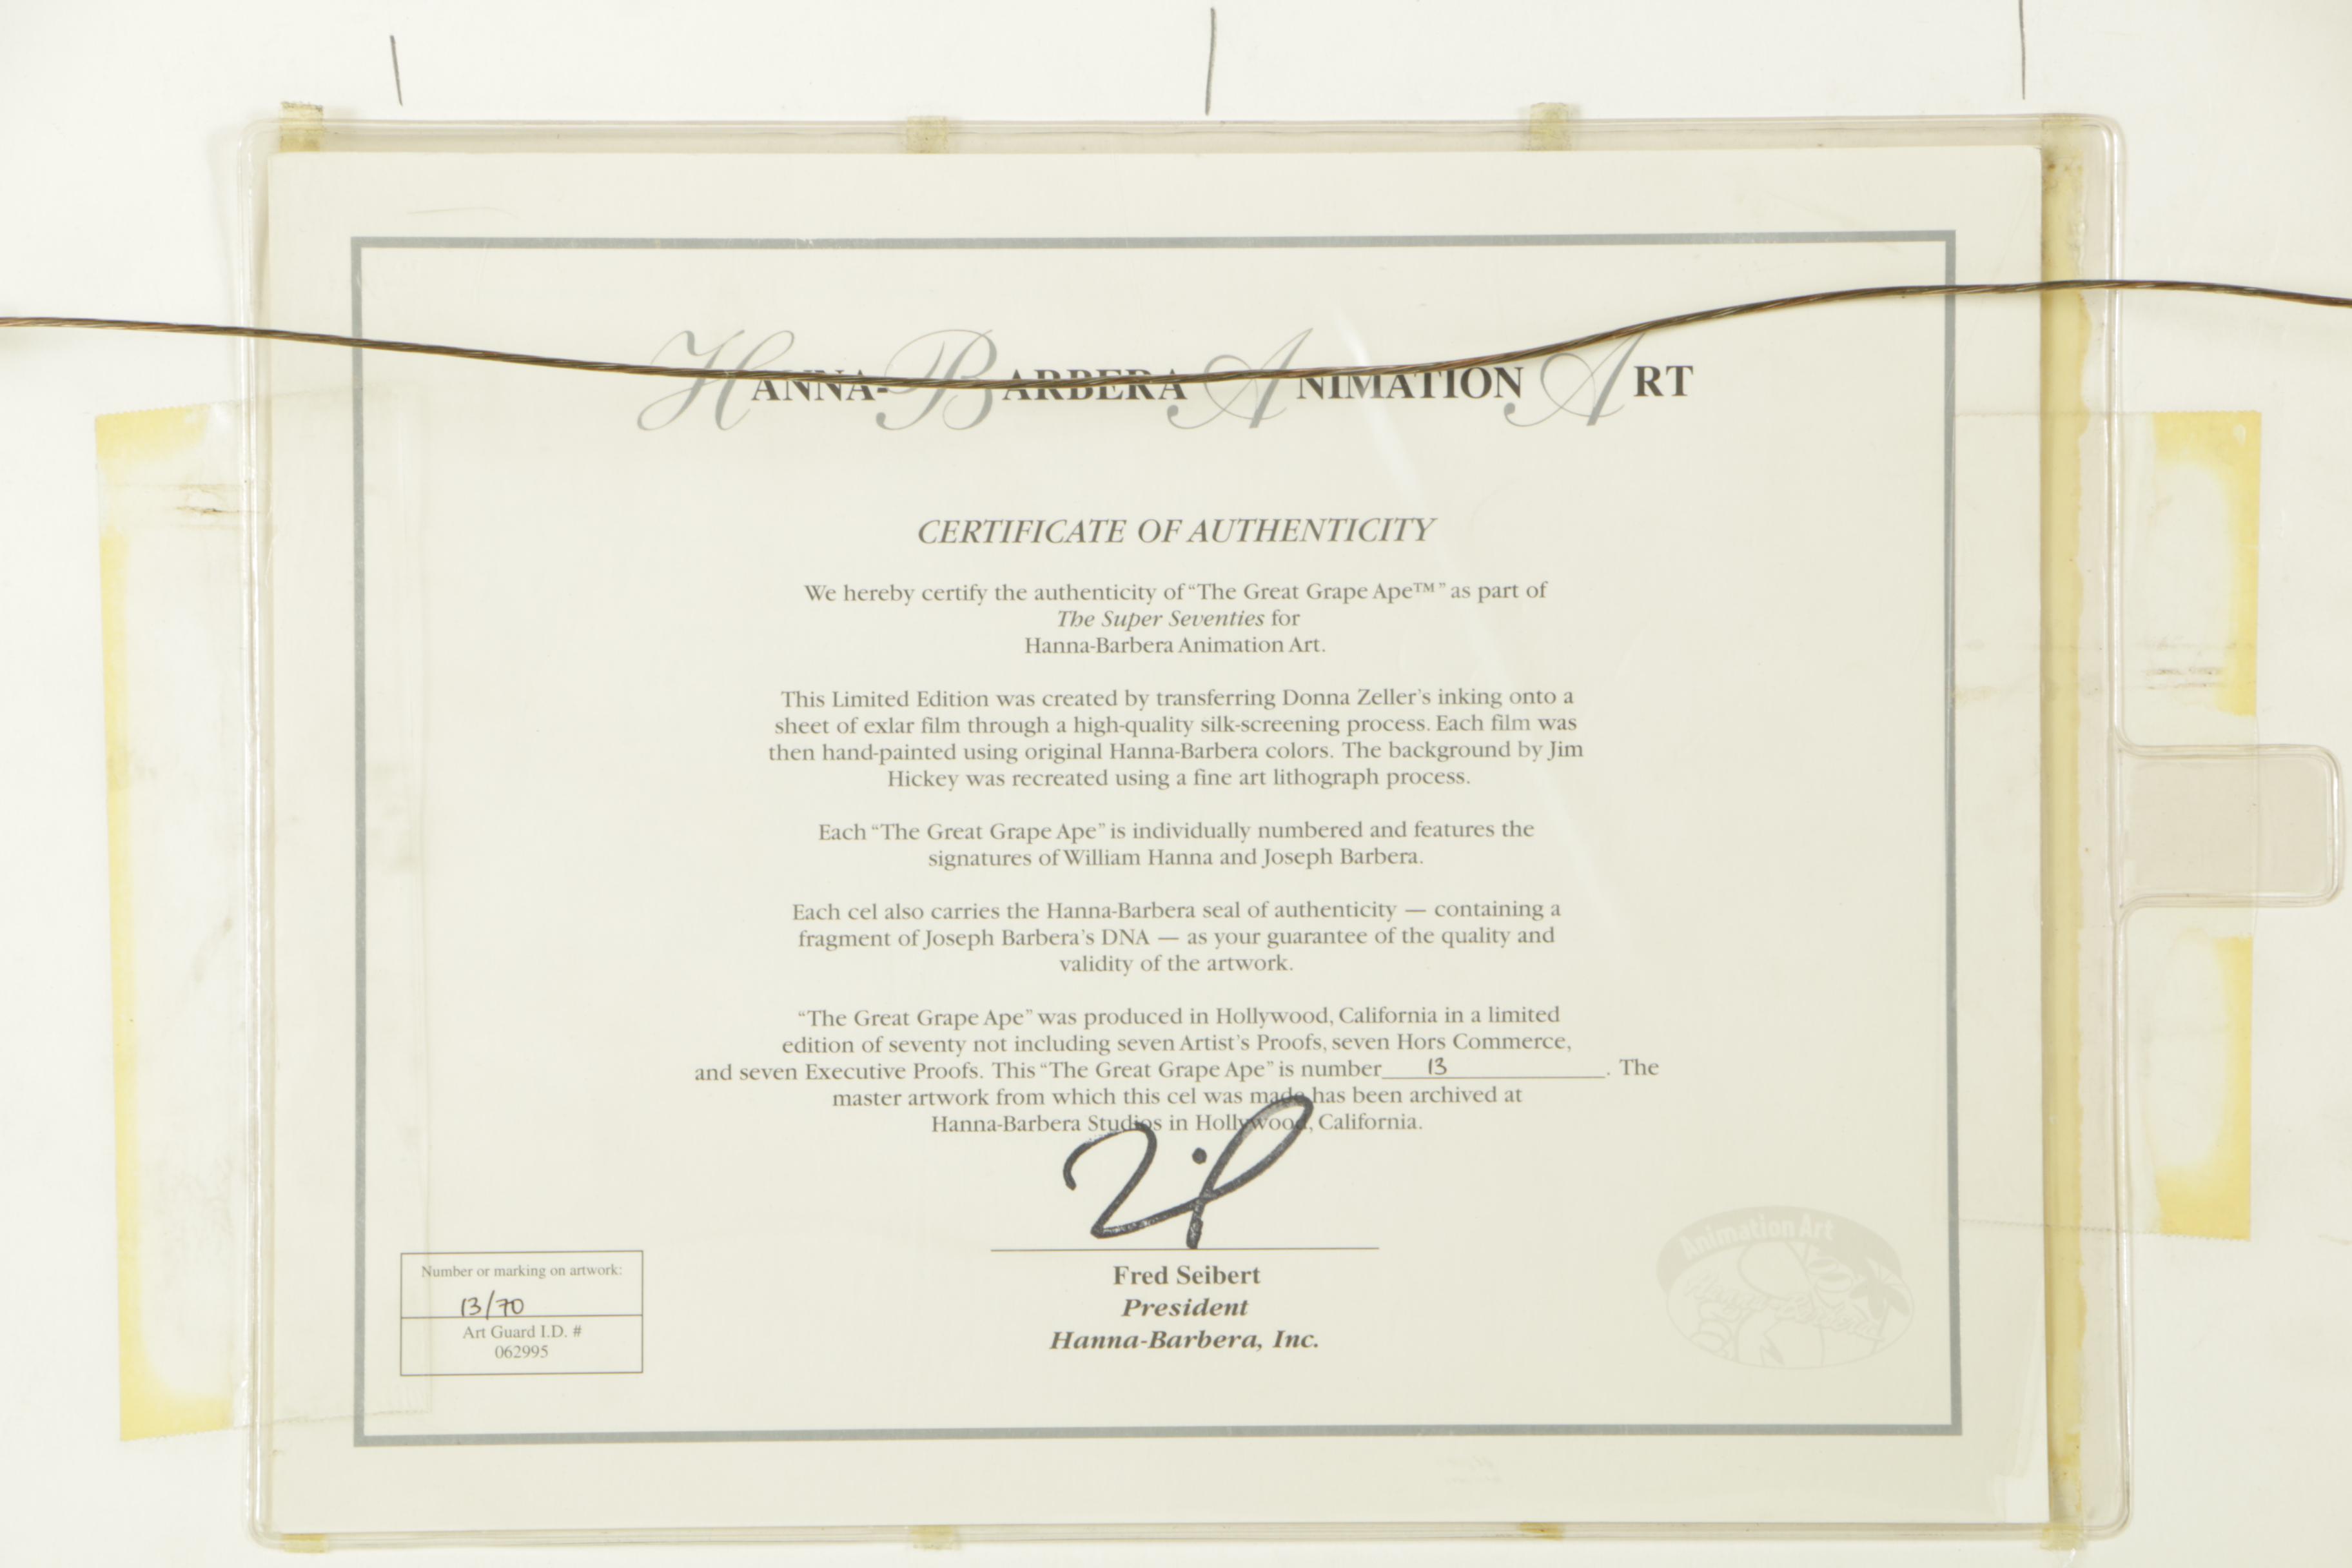 HANNA-BARBERA ANIMATION ART
CERTIFICATE OF AUTHENTICITY
We hereby certify the authenticity of “The Great Grape Ape™” as part of
The Super Seventies for
Hanna-Barbera Animation Art.
This Limited Edition was created by transferring Donna Zeller’s inking onto a
sheet of exlar film through a high-quality silk-screening process. Each film was
then hand-painted using original Hanna-Barbera colors. The background by Jim
Hickey was recreated using a fine art lithograph process.
Each “The Great Grape Ape” is individually numbered and features the
signatures of William Hanna and Joseph Barbera.
Each cel also carries the Hanna-Barbera seal of authenticity — containing a
fragment of Joseph Barbera’s DNA — as your guarantee of the quality and
validity of the artwork.
“The Great Grape Ape” was produced in Hollywood, California in a limited
edition of seventy not including seven Artist’s Proofs, seven Hors Commerce,
and seven Executive Proofs. This “The Great Grape Ape” is number 13. The
master artwork from which this cel was made has been archived at
Hanna-Barbera Studios in Hollywood, California.
Fred Seibert
President
Hanna-Barbera, Inc.
Number or marking on artwork:
13/70
Art Guard I.D. #
062995
Animation Art
Hanna-Barbera